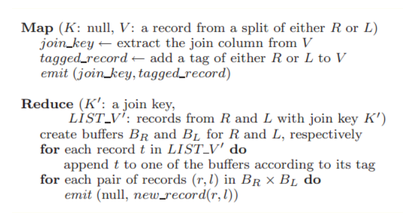 Map (K: null, V: a record from a split of either R or L)
join_key ← extract the join column from V
tagged_record ← add a tag of either R or L to V
emit (join_key, tagged_record)
Reduce (K′: a join key,
LIST_V′: records from R and L with join key K′)
create buffers B_R and B_L for R and L, respectively
for each record t in LIST_V′ do
append t to one of the buffers according to its tag
for each pair of records (r, l) in B_R × B_L do
emit (null, new_record(r, l))